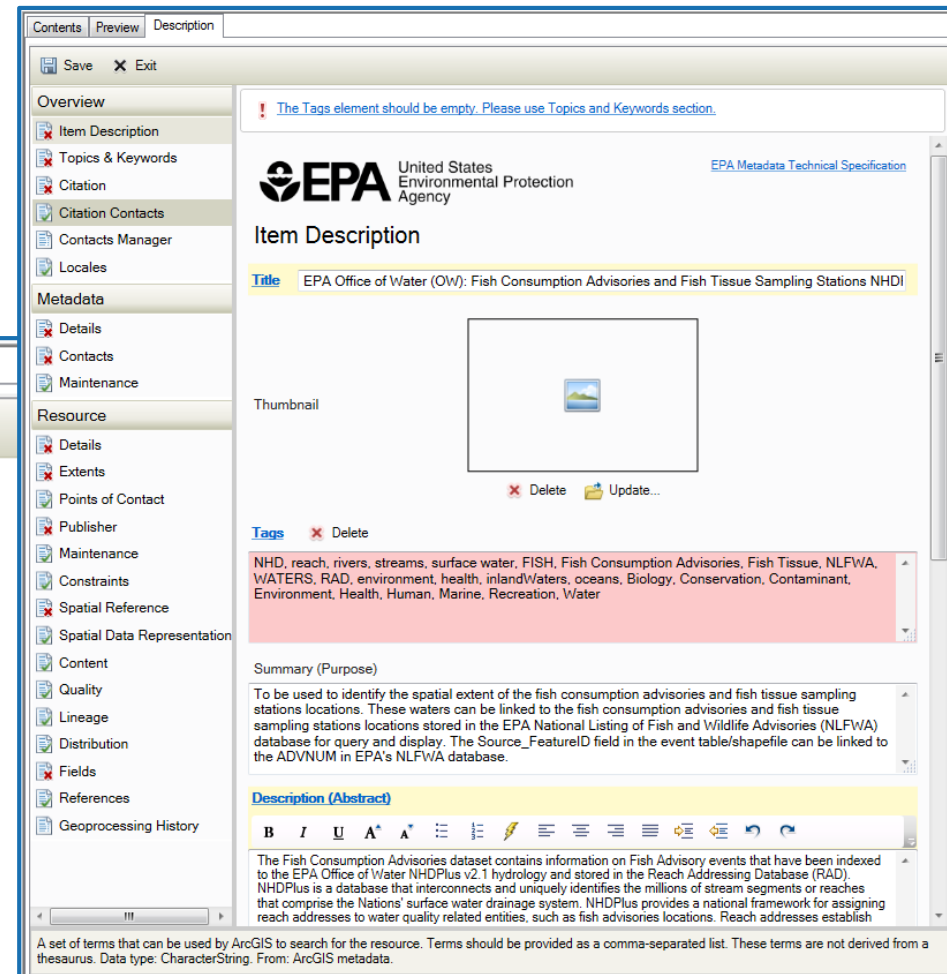 Contents Preview Description
Save Exit
Overview
Item Description
Topics & Keywords
Citation
Citation Contacts
Contacts Manager
Locales
Metadata
Details
Contacts
Maintenance
Resource
Details
Extents
Points of Contact
Publisher
Maintenance
Constraints
Spatial Reference
Spatial Data Representation
Content
Quality
Lineage
Distribution
Fields
References
Geoprocessing History
! The Tags element should be empty. Please use Topics and Keywords section.
EPA
United States
Environmental Protection
Agency
EPA Metadata Technical Specification
Item Description
Title EPA Office of Water (OW): Fish Consumption Advisories and Fish Tissue Sampling Stations NHDI
Thumbnail
Delete Update...
Tags Delete
NHD, reach, rivers, streams, surface water, FISH, Fish Consumption Advisories, Fish Tissue, NLFWA,
WATERS, RAD, environment, health, inlandWaters, oceans, Biology, Conservation, Contaminant,
Environment, Health, Human, Marine, Recreation, Water
Summary (Purpose)
To be used to identify the spatial extent of the fish consumption advisories and fish tissue sampling
stations locations. These waters can be linked to the fish consumption advisories and fish tissue
sampling stations locations stored in the EPA National Listing of Fish and Wildlife Advisories (NLFWA)
database for query and display. The Source_FeatureID field in the event table/shapefile can be linked to
the ADVNUM in EPA's NLFWA database.
Description (Abstract)
B I U A A
The Fish Consumption Advisories dataset contains information on Fish Advisory events that have been indexed
to the EPA Office of Water NHDPlus v2.1 hydrology and stored in the Reach Addressing Database (RAD).
NHDPlus is a database that interconnects and uniquely identifies the millions of stream segments or reaches
that comprise the Nations' surface water drainage system. NHDPlus provides a national framework for assigning
reach addresses to water quality related entities, such as fish advisories locations. Reach addresses establish
A set of terms that can be used by ArcGIS to search for the resource. Terms should be provided as a comma-separated list. These terms are not derived from a
thesaurus. Data type: CharacterString. From: ArcGIS metadata.